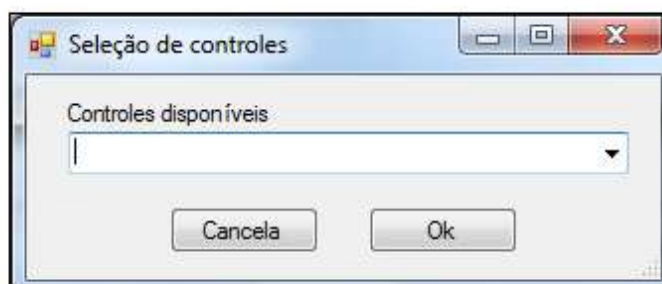 Seleção de controles
Controles disponíveis
Cancela
Ok